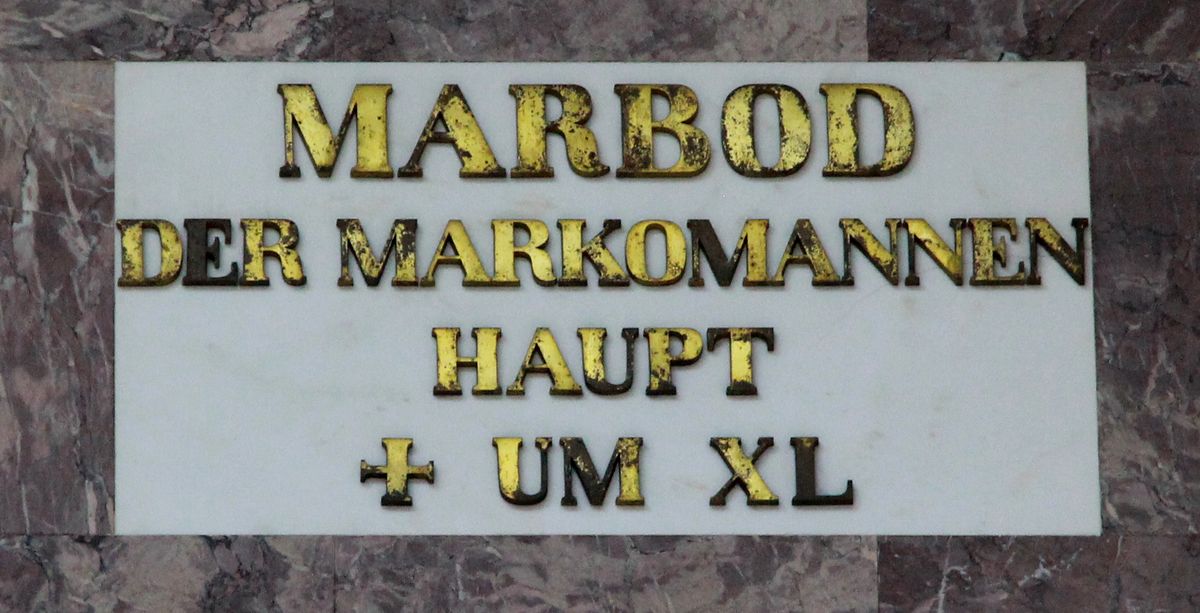 MARBOD
DER MARKOMANNEN
HAUPT
+ UM XL